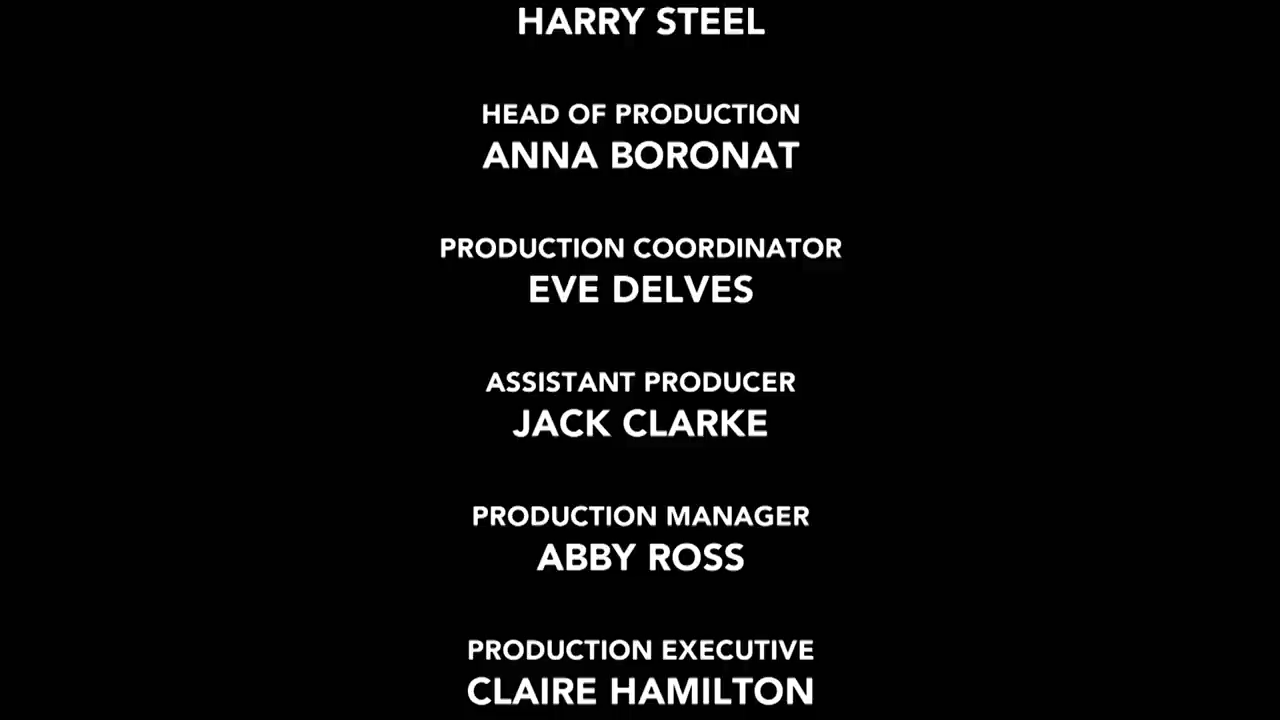 HARRY STEEL
HEAD OF PRODUCTION
ANNA BORONAT
PRODUCTION COORDINATOR
EVE DELVES
ASSISTANT PRODUCER
JACK CLARKE
PRODUCTION MANAGER
ABBY ROSS
PRODUCTION EXECUTIVE
CLAIRE HAMILTON